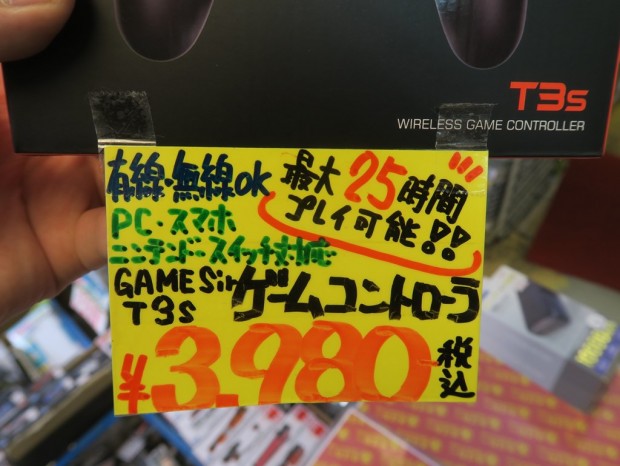 T3s
WIRELESS GAME CONTROLLER
有線・無線OK
最大25時間
プレイ可能!!
PC・スマホ
ニンテンドースイッチ対応
GAMESir
T3s
ゲームコントローラ
¥3,980
税込